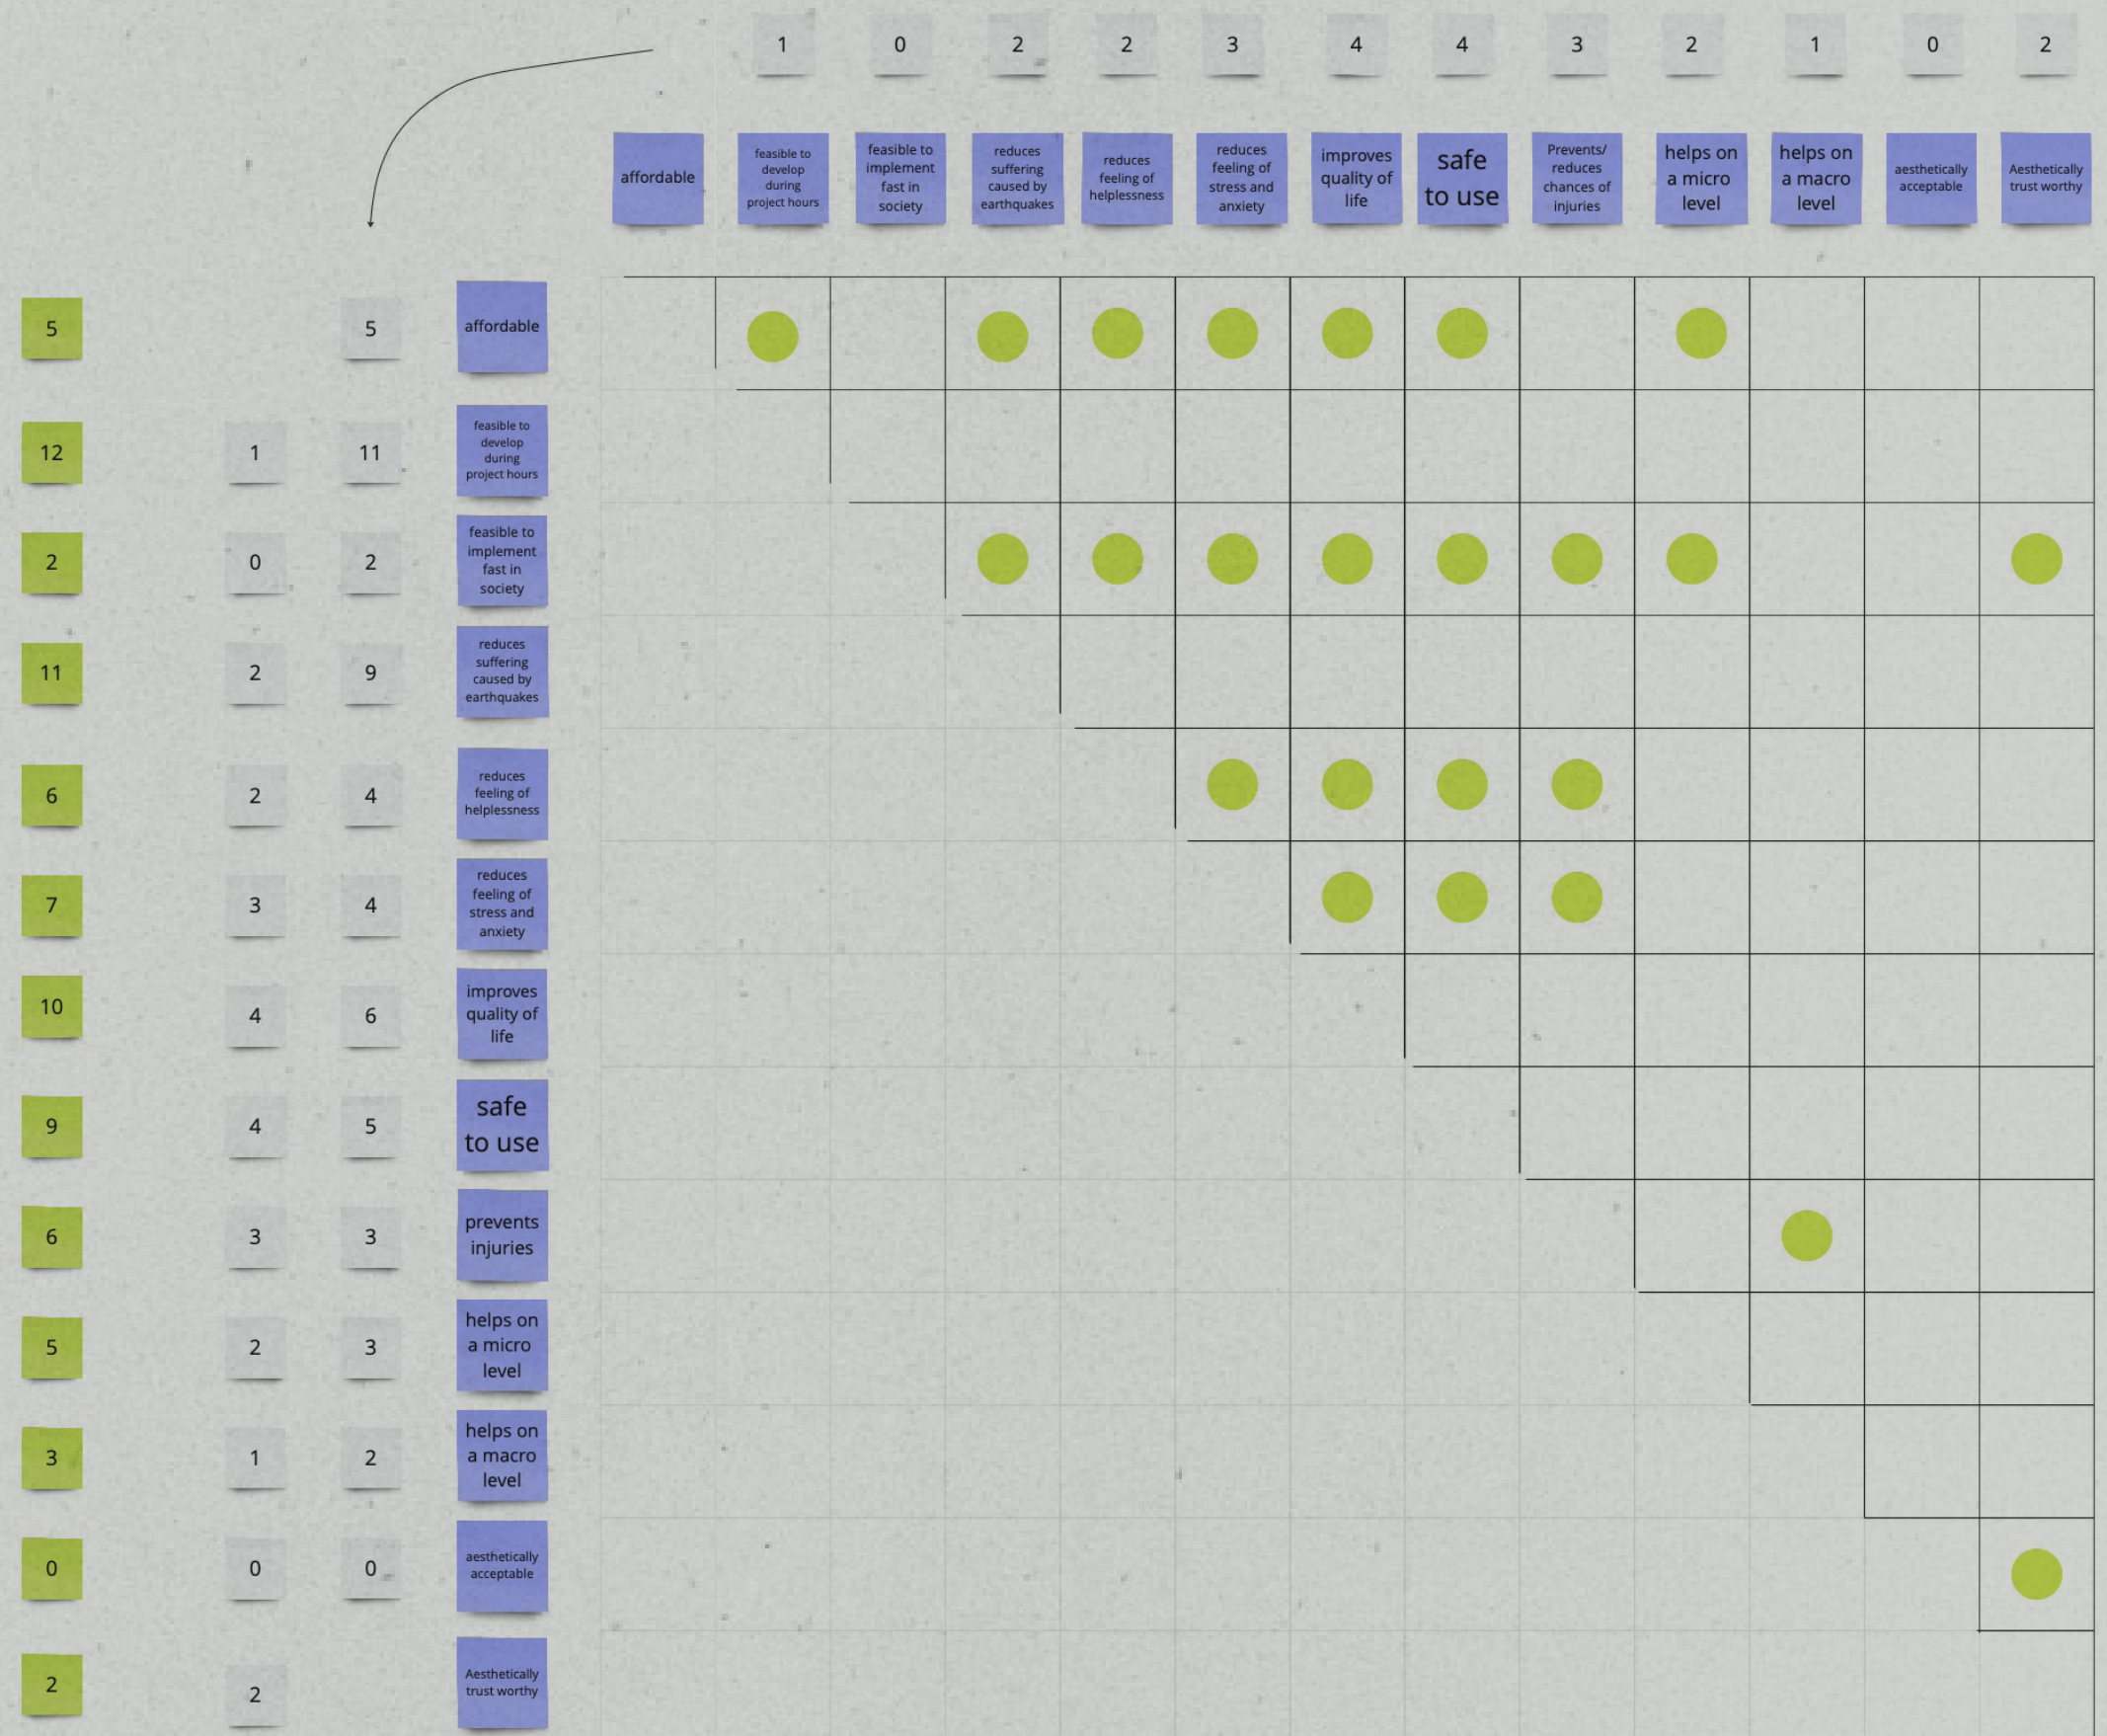 1
0
2
2
3
4
4
3
2
1
0
2
affordable
feasible to
develop
during
project hours
feasible to
implement
fast in
society
reduces
suffering
caused by
earthquakes
reduces
feeling of
helplessness
reduces
feeling of
stress and
anxiety
improves
quality of
life
safe
to use
Prevents/
reduces
chances of
injuries
helps on
a micro
level
helps on
a macro
level
aesthetically
acceptable
Aesthetically
trust worthy
5
5
affordable
12
1
11
feasible to
develop
during
project hours
2
0
2
feasible to
implement
fast in
society
11
2
9
reduces
suffering
caused by
earthquakes
6
2
4
reduces
feeling of
helplessness
7
3
4
reduces
feeling of
stress and
anxiety
10
4
6
improves
quality of
life
9
4
5
safe
to use
6
3
3
prevents
injuries
5
2
3
helps on
a micro
level
3
1
2
helps on
a macro
level
0
0
0
aesthetically
acceptable
2
2
Aesthetically
trust worthy